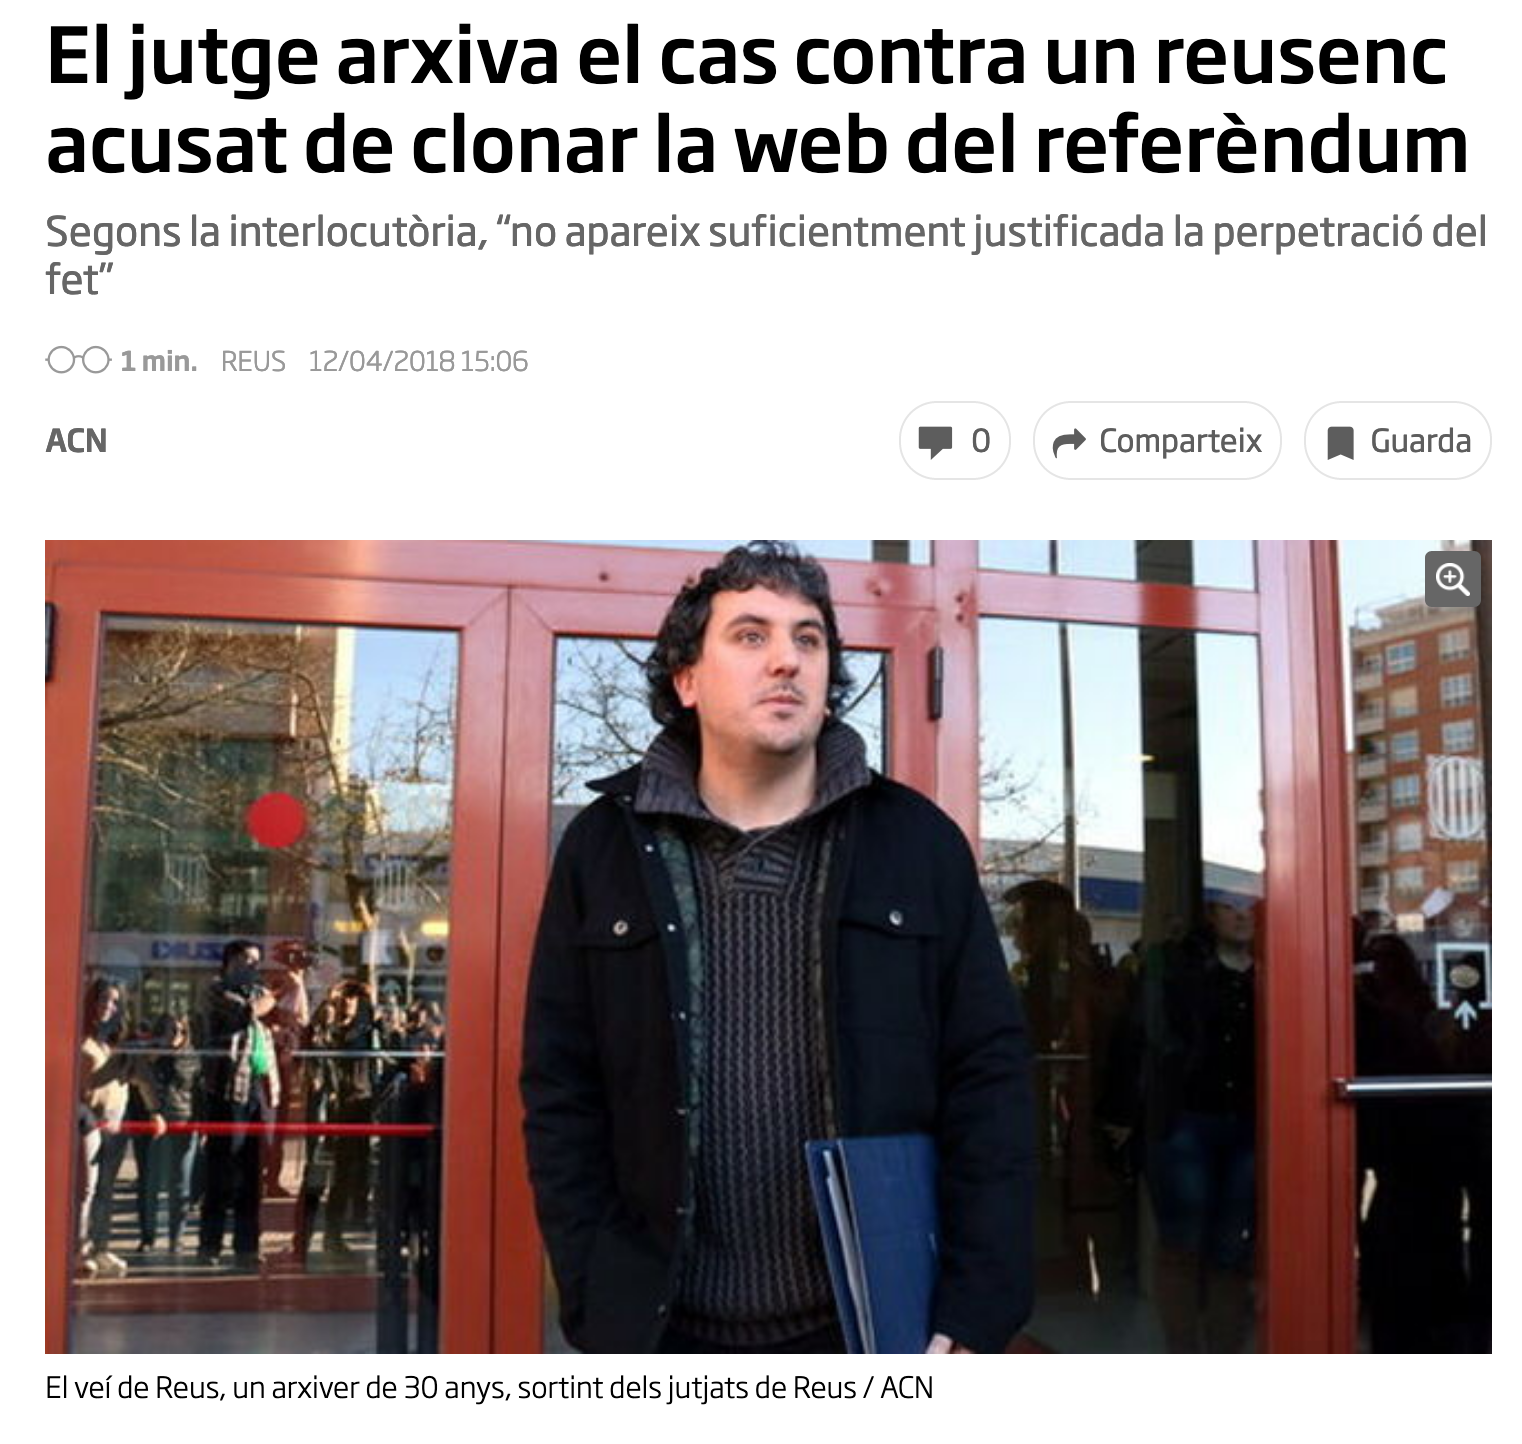 El jutge arxiva el cas contra un reusenc
acusat de clonar la web del referèndum
Segons la interlocutòria, “no apareix suficientment justificada la perpetració del
fet”
1 min. REUS 12/04/2018 15:06
ACN
0 Comparteix Guarda
El veí de Reus, un arxiver de 30 anys, sortint dels jutjats de Reus / ACN